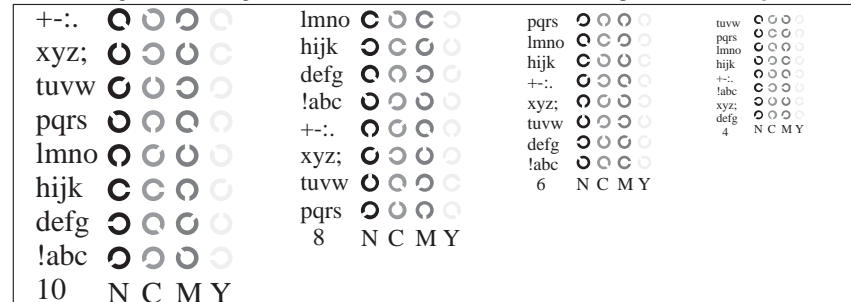 +-:.
xyz;
tuvw
pqrs
lmno
hijk
defg
!abc
10 N C M Y
lmno
hijk
defg
!abc
+-:.
xyz;
tuvw
pqrs
8 N C M Y
pqrs
lmno
hijk
+-:.
xyz;
tuvw
defg
!abc
6 N C M Y
tuvw
pqrs
lmno
hijk
+-:.
!abc
xyz;
defg
4 N C M Y